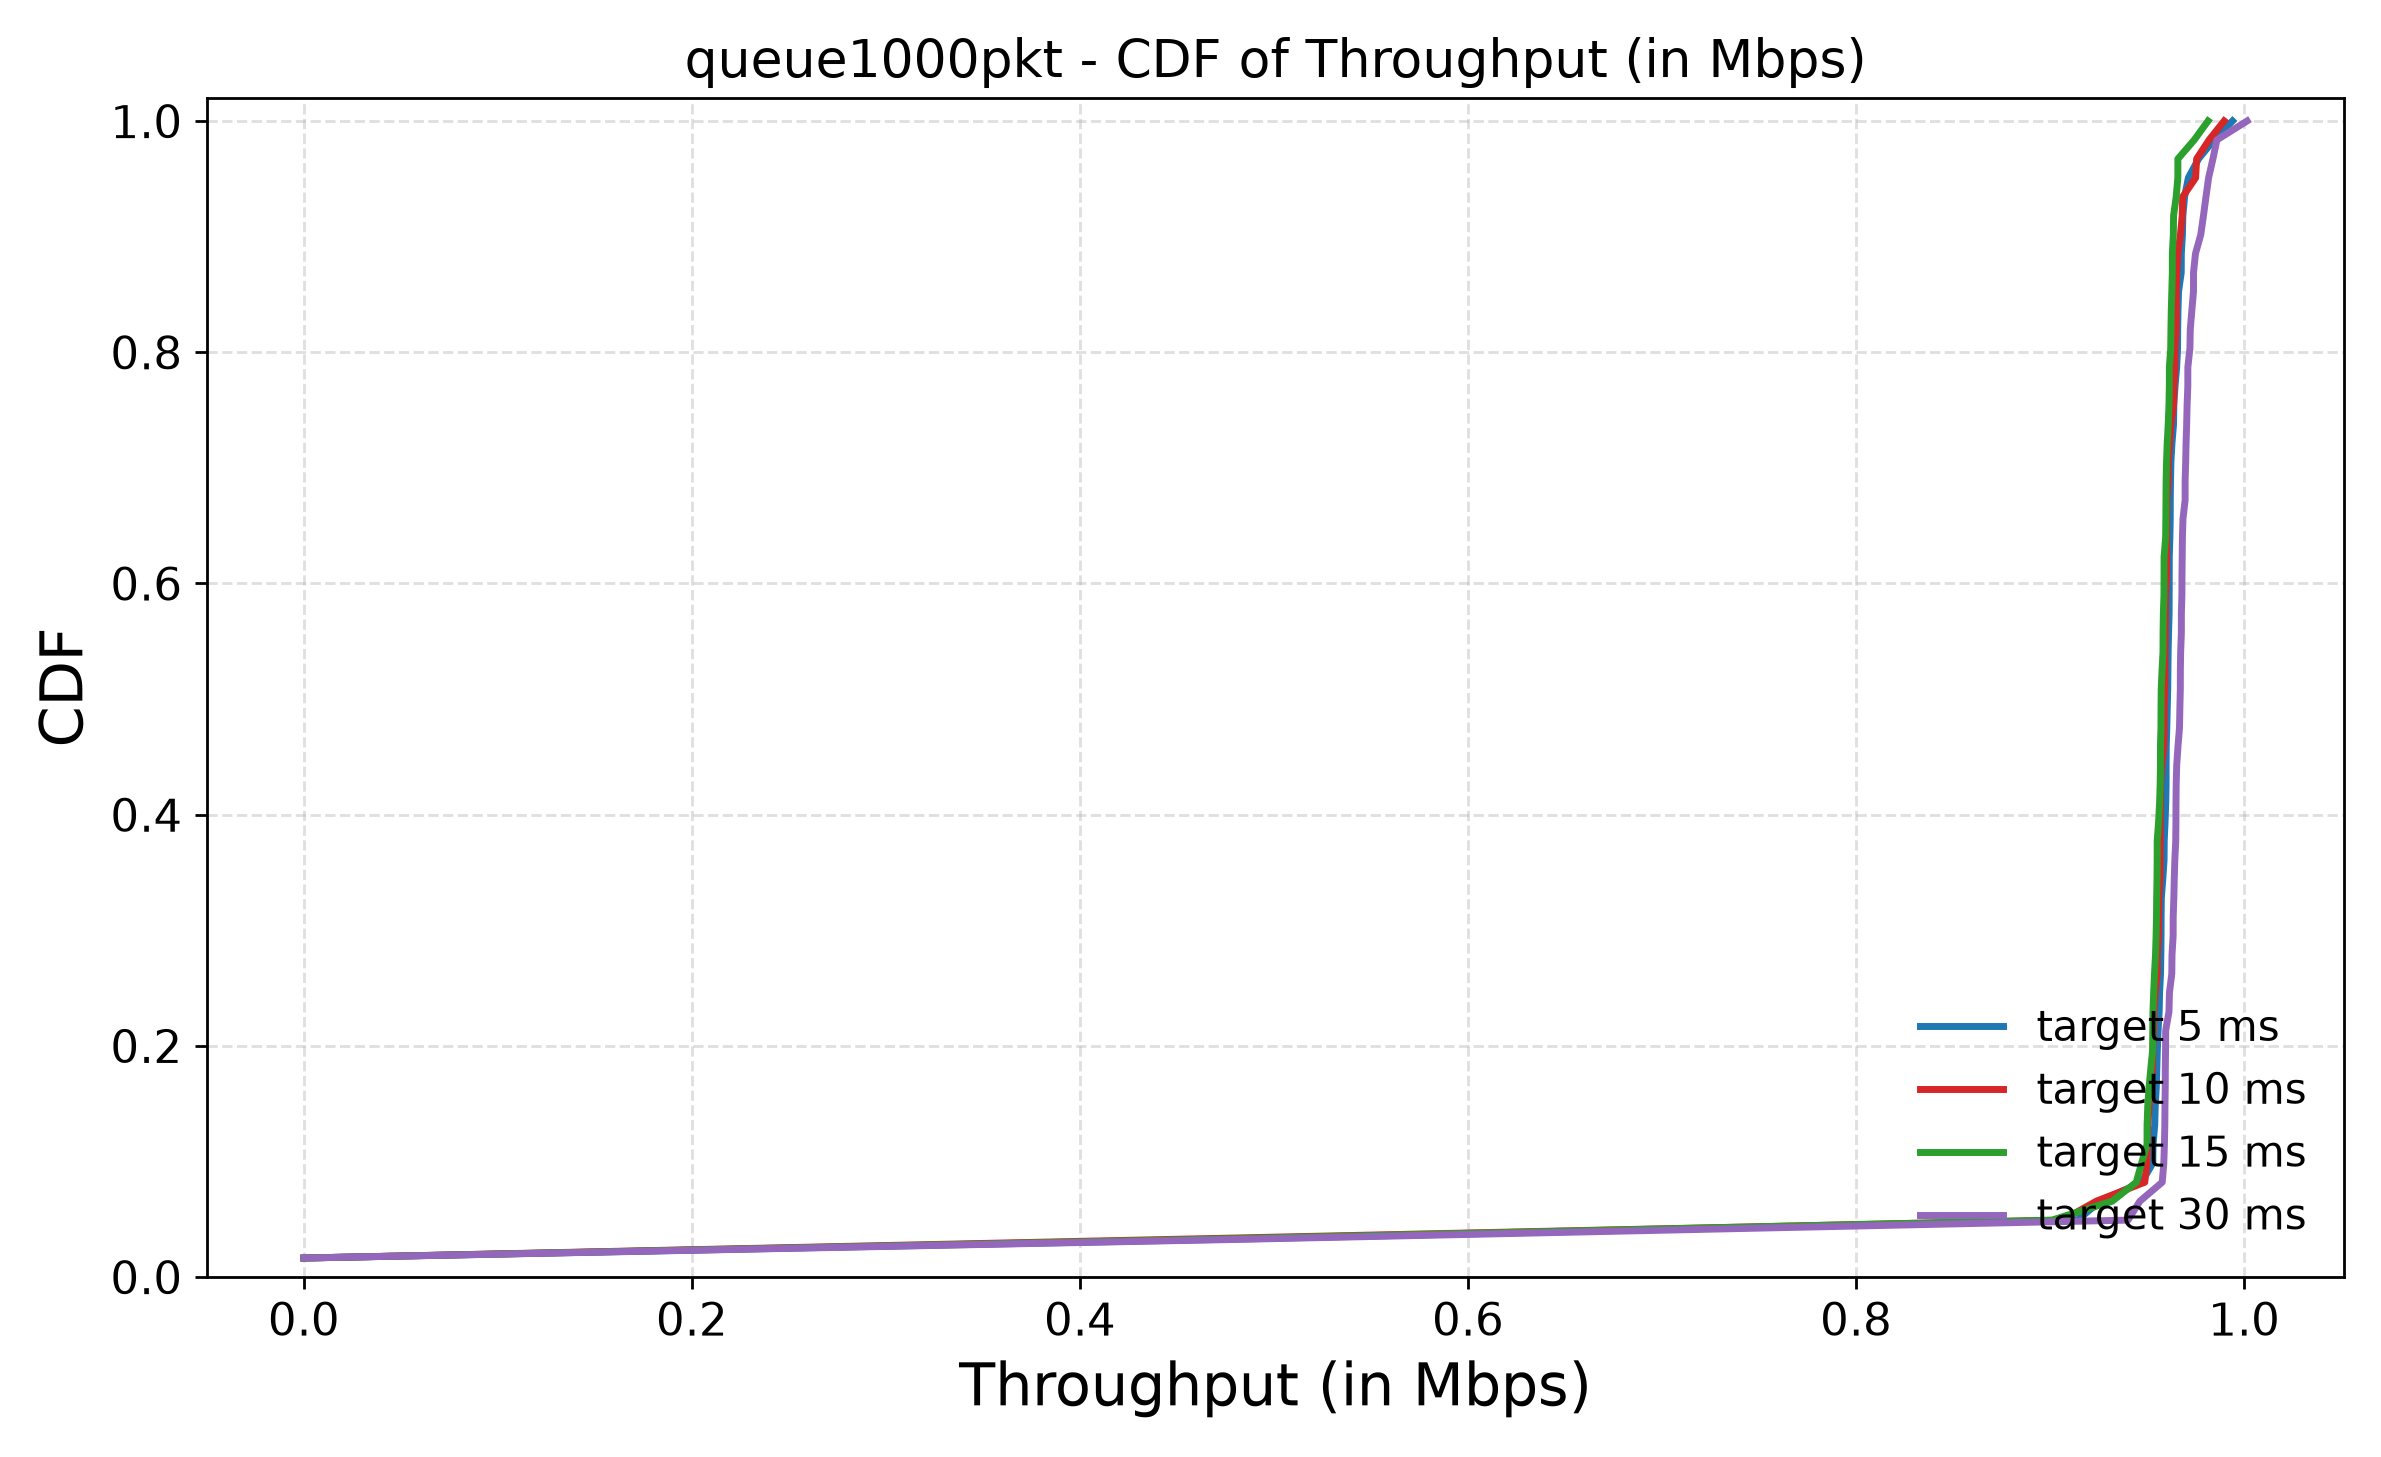 queue1000pkt - CDF of Throughput (in Mbps)
1.0
0.8
0.6
0.4
0.2
0.0
CDF
target 5 ms
target 10 ms
target 15 ms
target 30 ms
0.0 0.2 0.4 0.6 0.8 1.0
Throughput (in Mbps)